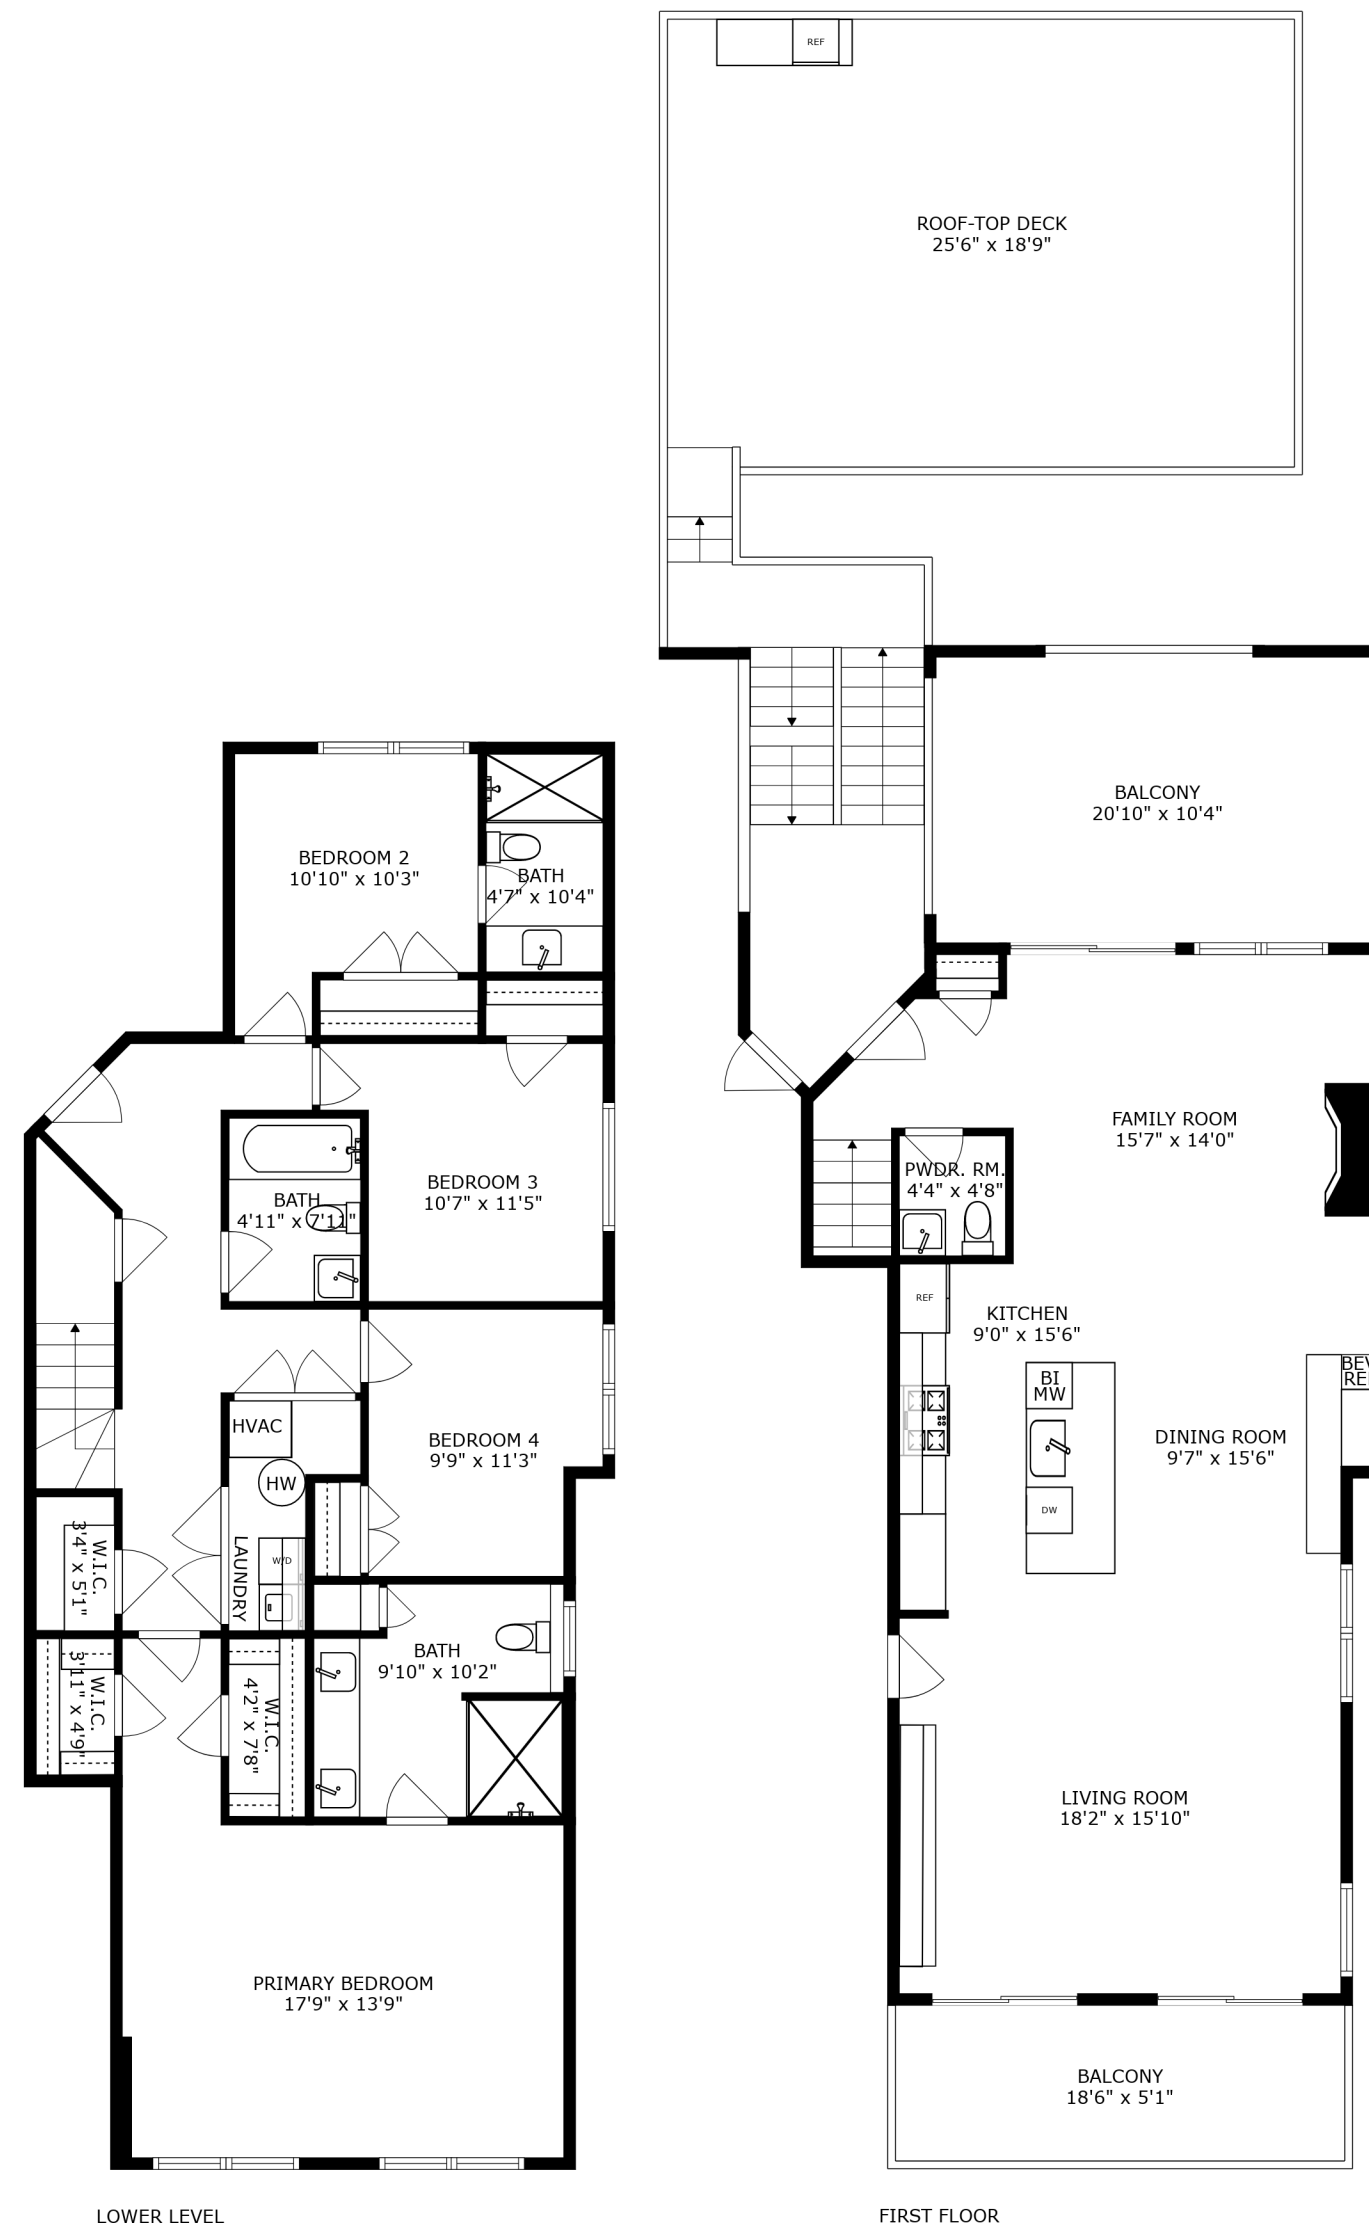 REF
ROOF-TOP DECK
25'6" x 18'9"
BALCONY
20'10" x 10'4"
BEDROOM 2
10'10" x 10'3"
BATH
4'7" x 10'4"
FAMILY ROOM
15'7" x 14'0"
PWDR. RM.
4'4" x 4'8"
BEDROOM 3
10'7" x 11'5"
BATH
4'11" x 7'11"
REF
KITCHEN
9'0" x 15'6"
BI
MW
DINING ROOM
9'7" x 15'6"
DW
HVAC
HW
BEDROOM 4
9'9" x 11'3"
W.I.C.
3'4" x 5'1"
LAUNDRY
W/D
BATH
9'10" x 10'2"
W.I.C.
3'11" x 4'9"
W.I.C.
4'2" x 7'8"
LIVING ROOM
18'2" x 15'10"
PRIMARY BEDROOM
17'9" x 13'9"
BALCONY
18'6" x 5'1"
LOWER LEVEL
FIRST FLOOR